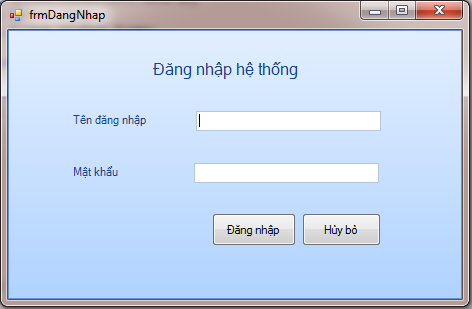 frmDangNhap
Đăng nhập hệ thống
Tên đăng nhập
Mật khẩu
Đăng nhập Hủy bỏ